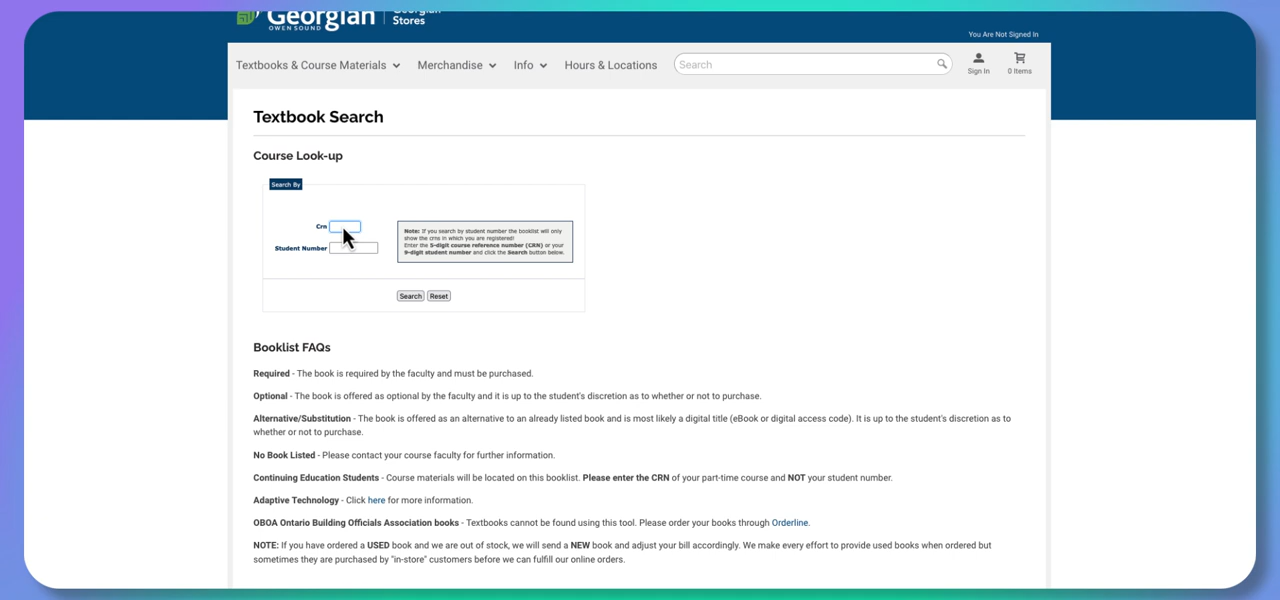 Georgian
OWEN SOUND
Georgian
Stores
You Are Not Signed In
Textbooks & Course Materials
Merchandise
Info
Hours & Locations
Search
Sign In
0 Items
Textbook Search
Course Look-up
Search By
Crn
Student Number
Note: If you search by student number the booklist will only
show the crns in which you are registered!
Enter the 5-digit course reference number (CRN) or your
9-digit student number and click the Search button below.
Search
Reset
Booklist FAQs
Required - The book is required by the faculty and must be purchased.
Optional - The book is offered as optional by the faculty and it is up to the student's discretion as to whether or not to purchase.
Alternative/Substitution - The book is offered as an alternative to an already listed book and is most likely a digital title (eBook or digital access code). It is up to the student's discretion as to
whether or not to purchase.
No Book Listed - Please contact your course faculty for further information.
Continuing Education Students - Course materials will be located on this booklist. Please enter the CRN of your part-time course and NOT your student number.
Adaptive Technology - Click here for more information.
OBOA Ontario Building Officials Association books - Textbooks cannot be found using this tool. Please order your books through Orderline.
NOTE: If you have ordered a USED book and we are out of stock, we will send a NEW book and adjust your bill accordingly. We make every effort to provide used books when ordered but
sometimes they are purchased by "in-store" customers before we can fulfill our online orders.